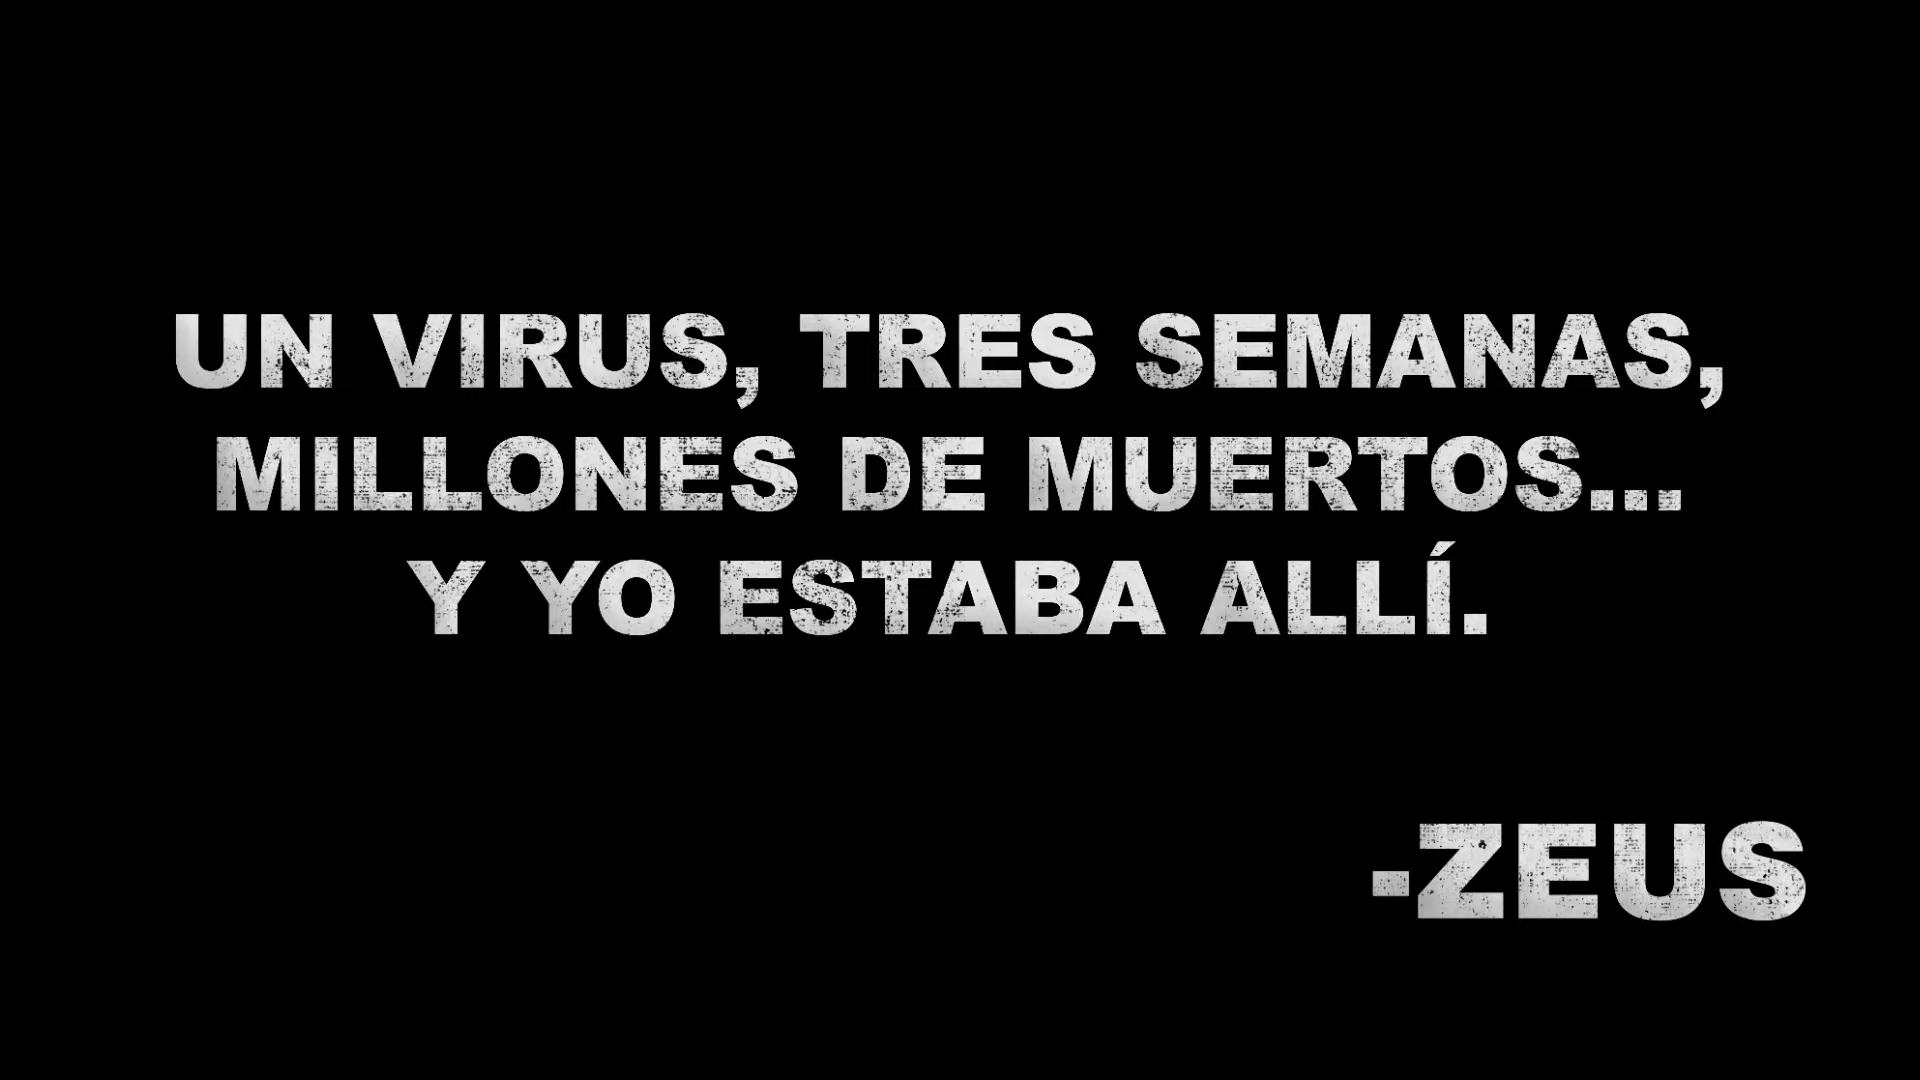 UN VIRUS, TRES SEMANAS,
MILLONES DE MUERTOS...
Y YO ESTABA ALLÍ.
-ZEUS